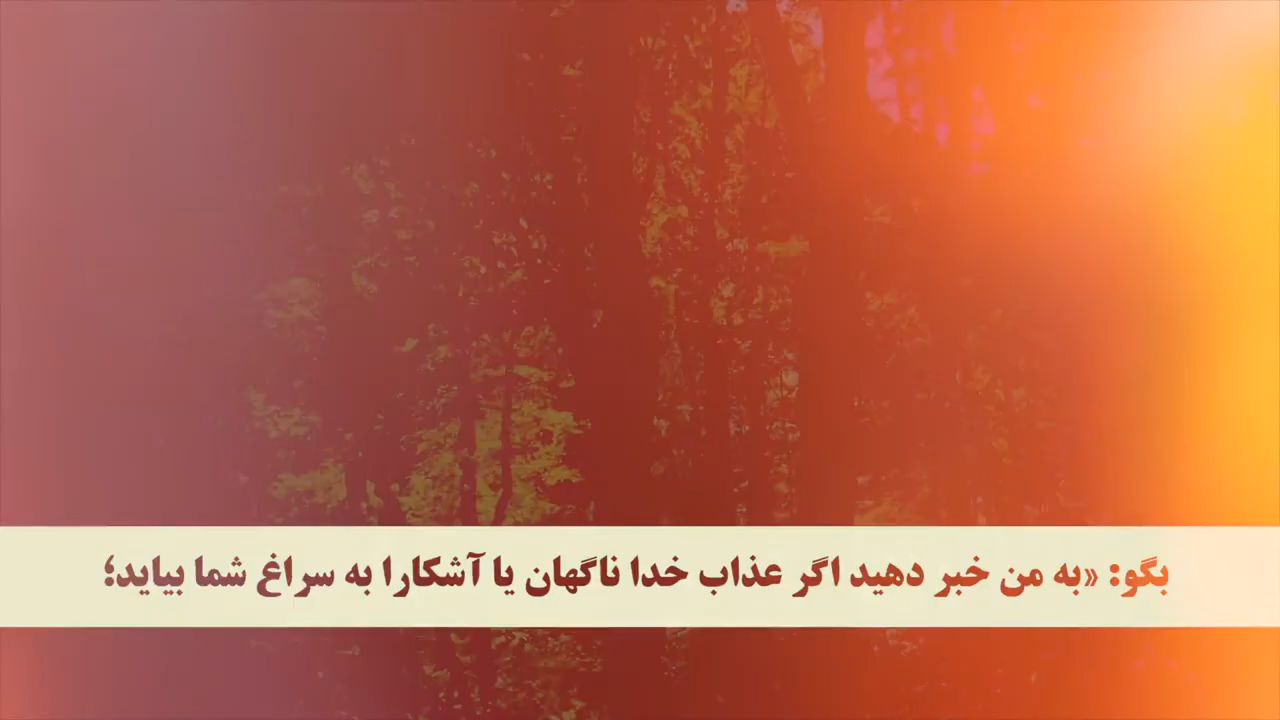 بگو: «به من خبر دهید اگر عذاب خدا ناگهان یا آشکارا به سراغ شما بیاید؛